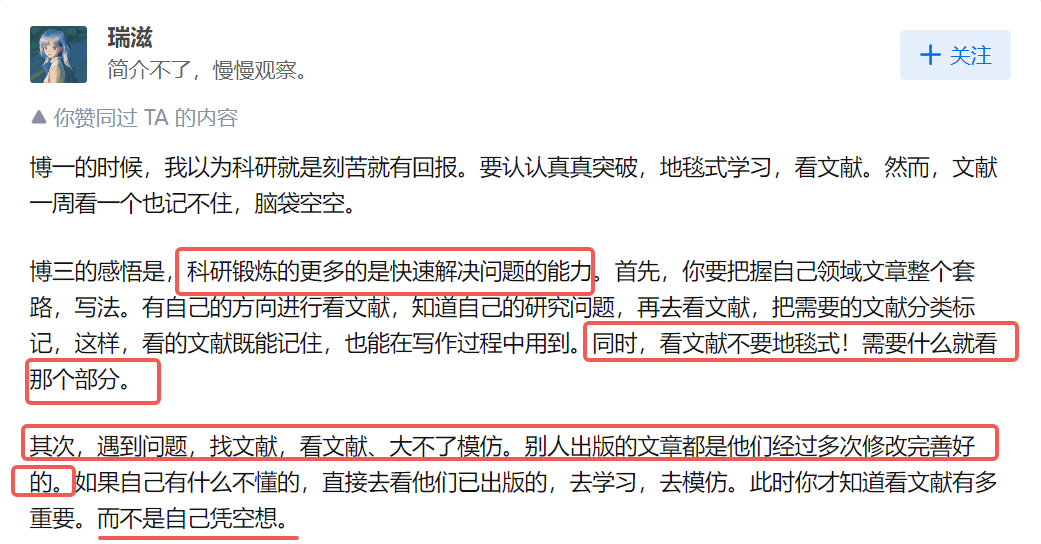 瑞滋
简介不了，慢慢观察。
+ 关注
▲ 你赞同过 TA 的内容
博一的时候，我以为科研就是刻苦就有回报。要认认真真突破，地毯式学习，看文献。然而，文献
一周看一个也记不住，脑袋空空。
博三的感悟是，科研锻炼的更多的是快速解决问题的能力。首先，你要把握自己领域文章整个套
路，写法。有自己的方向进行看文献，知道自己的研究问题，再去看文献，把需要的文献分类标
记，这样，看的文献既能记住，也能在写作过程中用到。同时，看文献不要地毯式！需要什么就看
那个部分。
其次，遇到问题，找文献，看文献、大不了模仿。别人出版的文章都是他们经过多次修改完善好
的。如果自己有什么不懂的，直接去看他们已出版的，去学习，去模仿。此时你才知道看文献有多
重要。而不是自己凭空想。